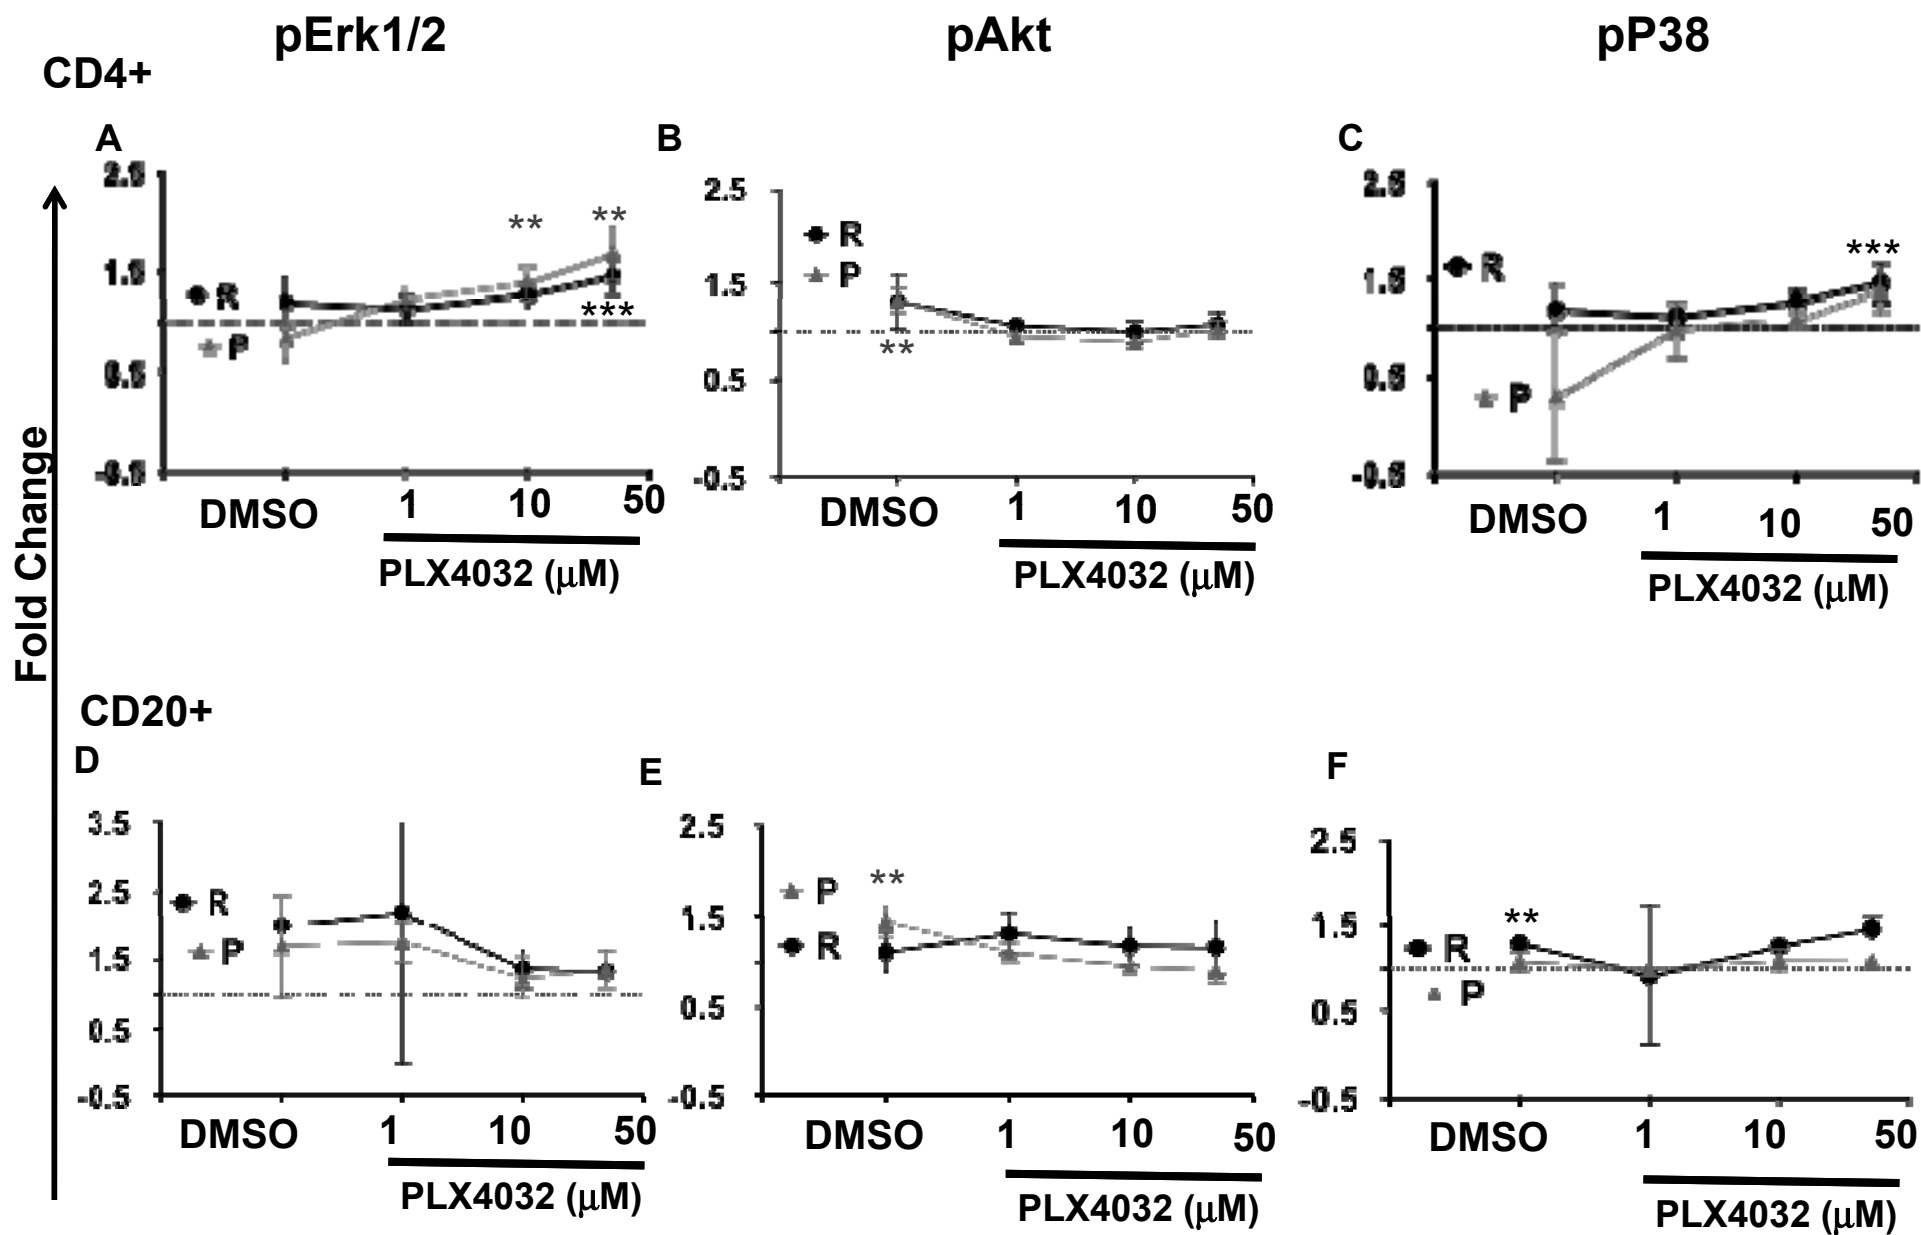 pErk1/2 pAkt pP38
CD4+
A B C
Fold Change
2.5
1.5
0.5
-0.5
R
P
**
**
***
DMSO 1 10 50
PLX4032 (μM)
2.5
1.5
0.5
-0.5
R
P
**
DMSO 1 10 50
PLX4032 (μM)
2.5
1.5
0.5
-0.5
R
P
***
DMSO 1 10 50
PLX4032 (μM)
CD20+
D E F
3.5
2.5
1.5
0.5
-0.5
R
P
DMSO 1 10 50
PLX4032 (μM)
2.5
1.5
0.5
-0.5
P
R
**
DMSO 1 10 50
PLX4032 (μM)
2.5
1.5
0.5
-0.5
R
P
**
DMSO 1 10 50
PLX4032 (μM)